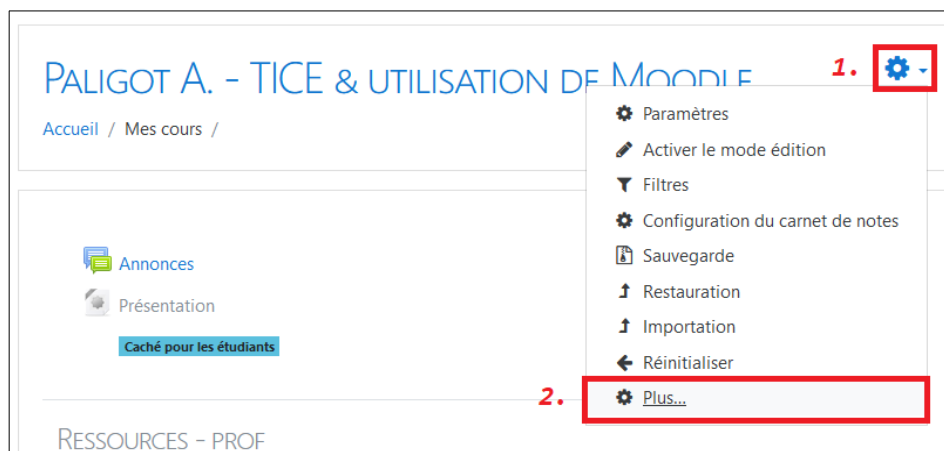 PALIGOT A. - TICE & UTILISATION DE MOODLE
1.
Accueil / Mes cours /
Paramètres
Activer le mode édition
Filtres
Configuration du carnet de notes
Sauvegarde
Restauration
Importation
Réinitialiser
2.
Plus...
Annonces
Présentation
Caché pour les étudiants
RESSOURCES - PROF